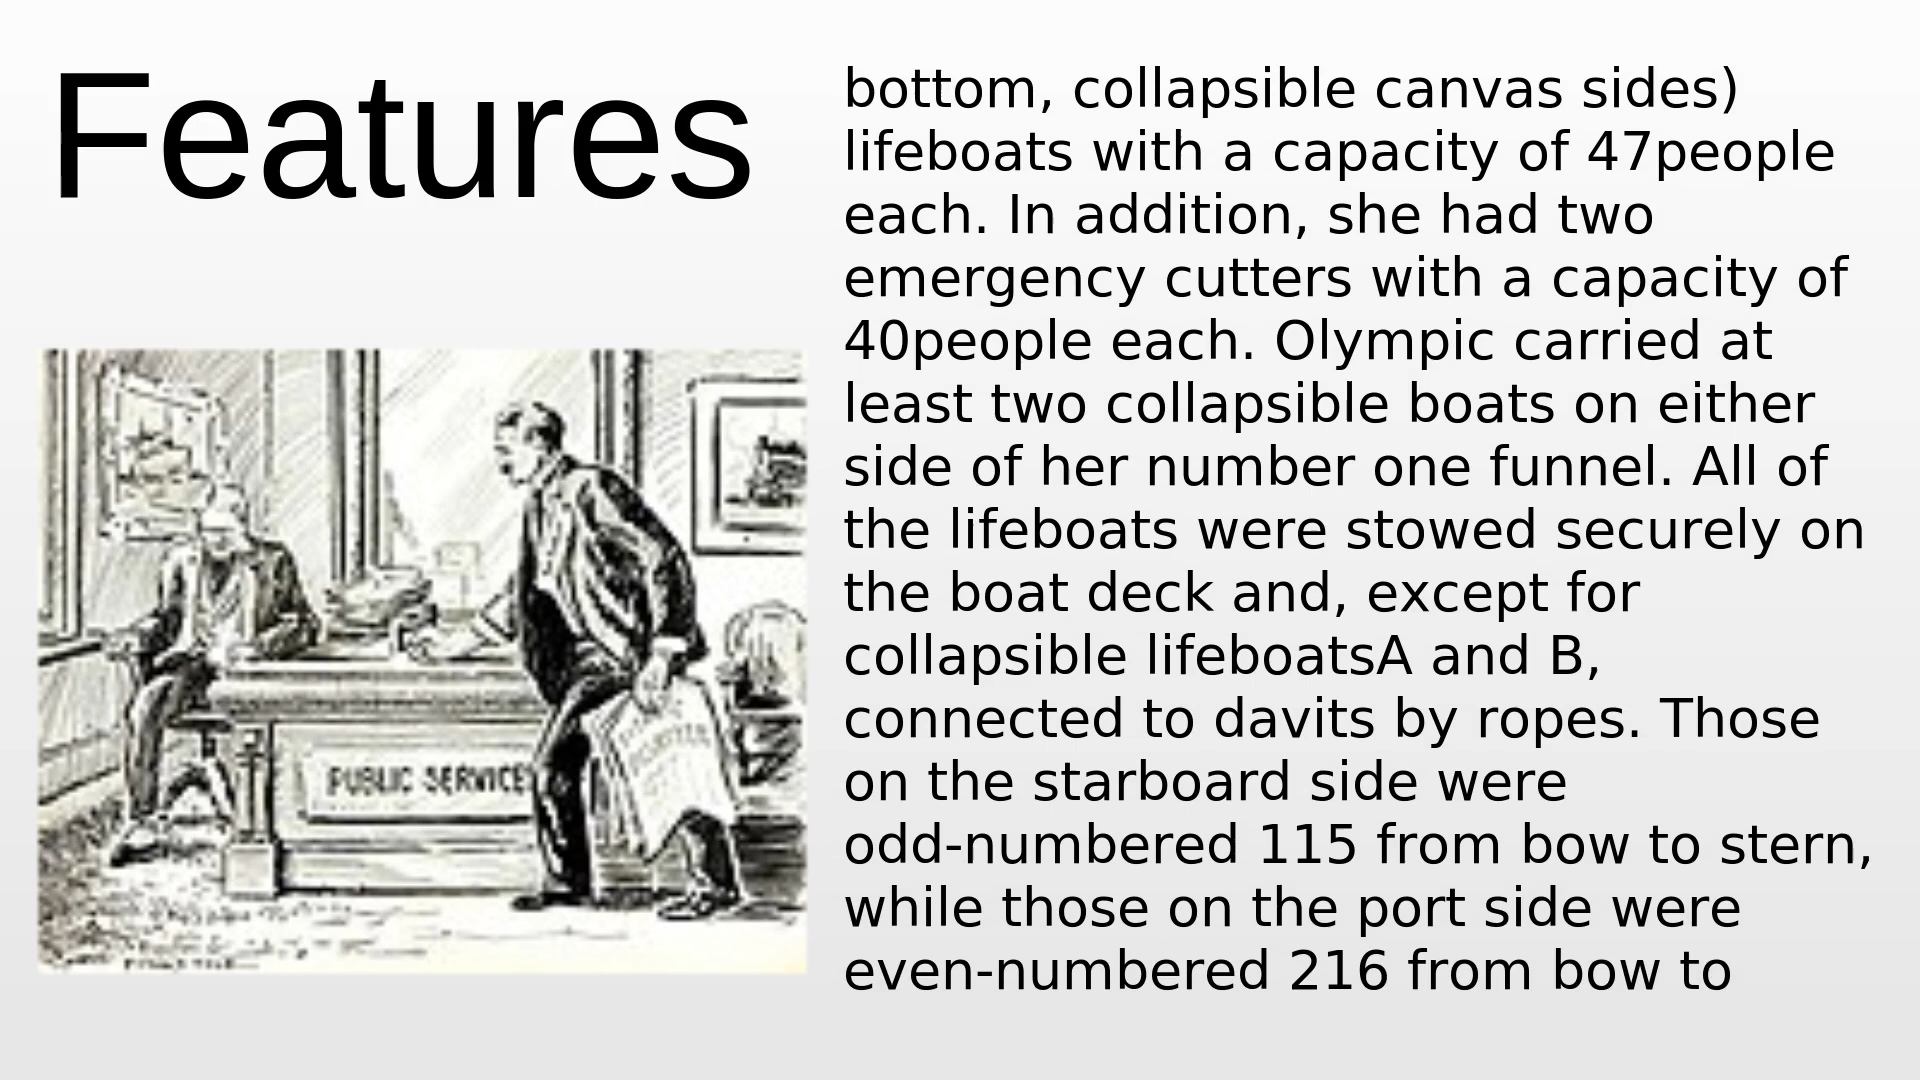 Features
bottom, collapsible canvas sides)
lifeboats with a capacity of 47people
each. In addition, she had two
emergency cutters with a capacity of
40people each. Olympic carried at
least two collapsible boats on either
side of her number one funnel. All of
the lifeboats were stowed securely on
the boat deck and, except for
collapsible lifeboatsA and B,
connected to davits by ropes. Those
on the starboard side were
odd-numbered 115 from bow to stern,
while those on the port side were
even-numbered 216 from bow to
PUBLIC SERVICE